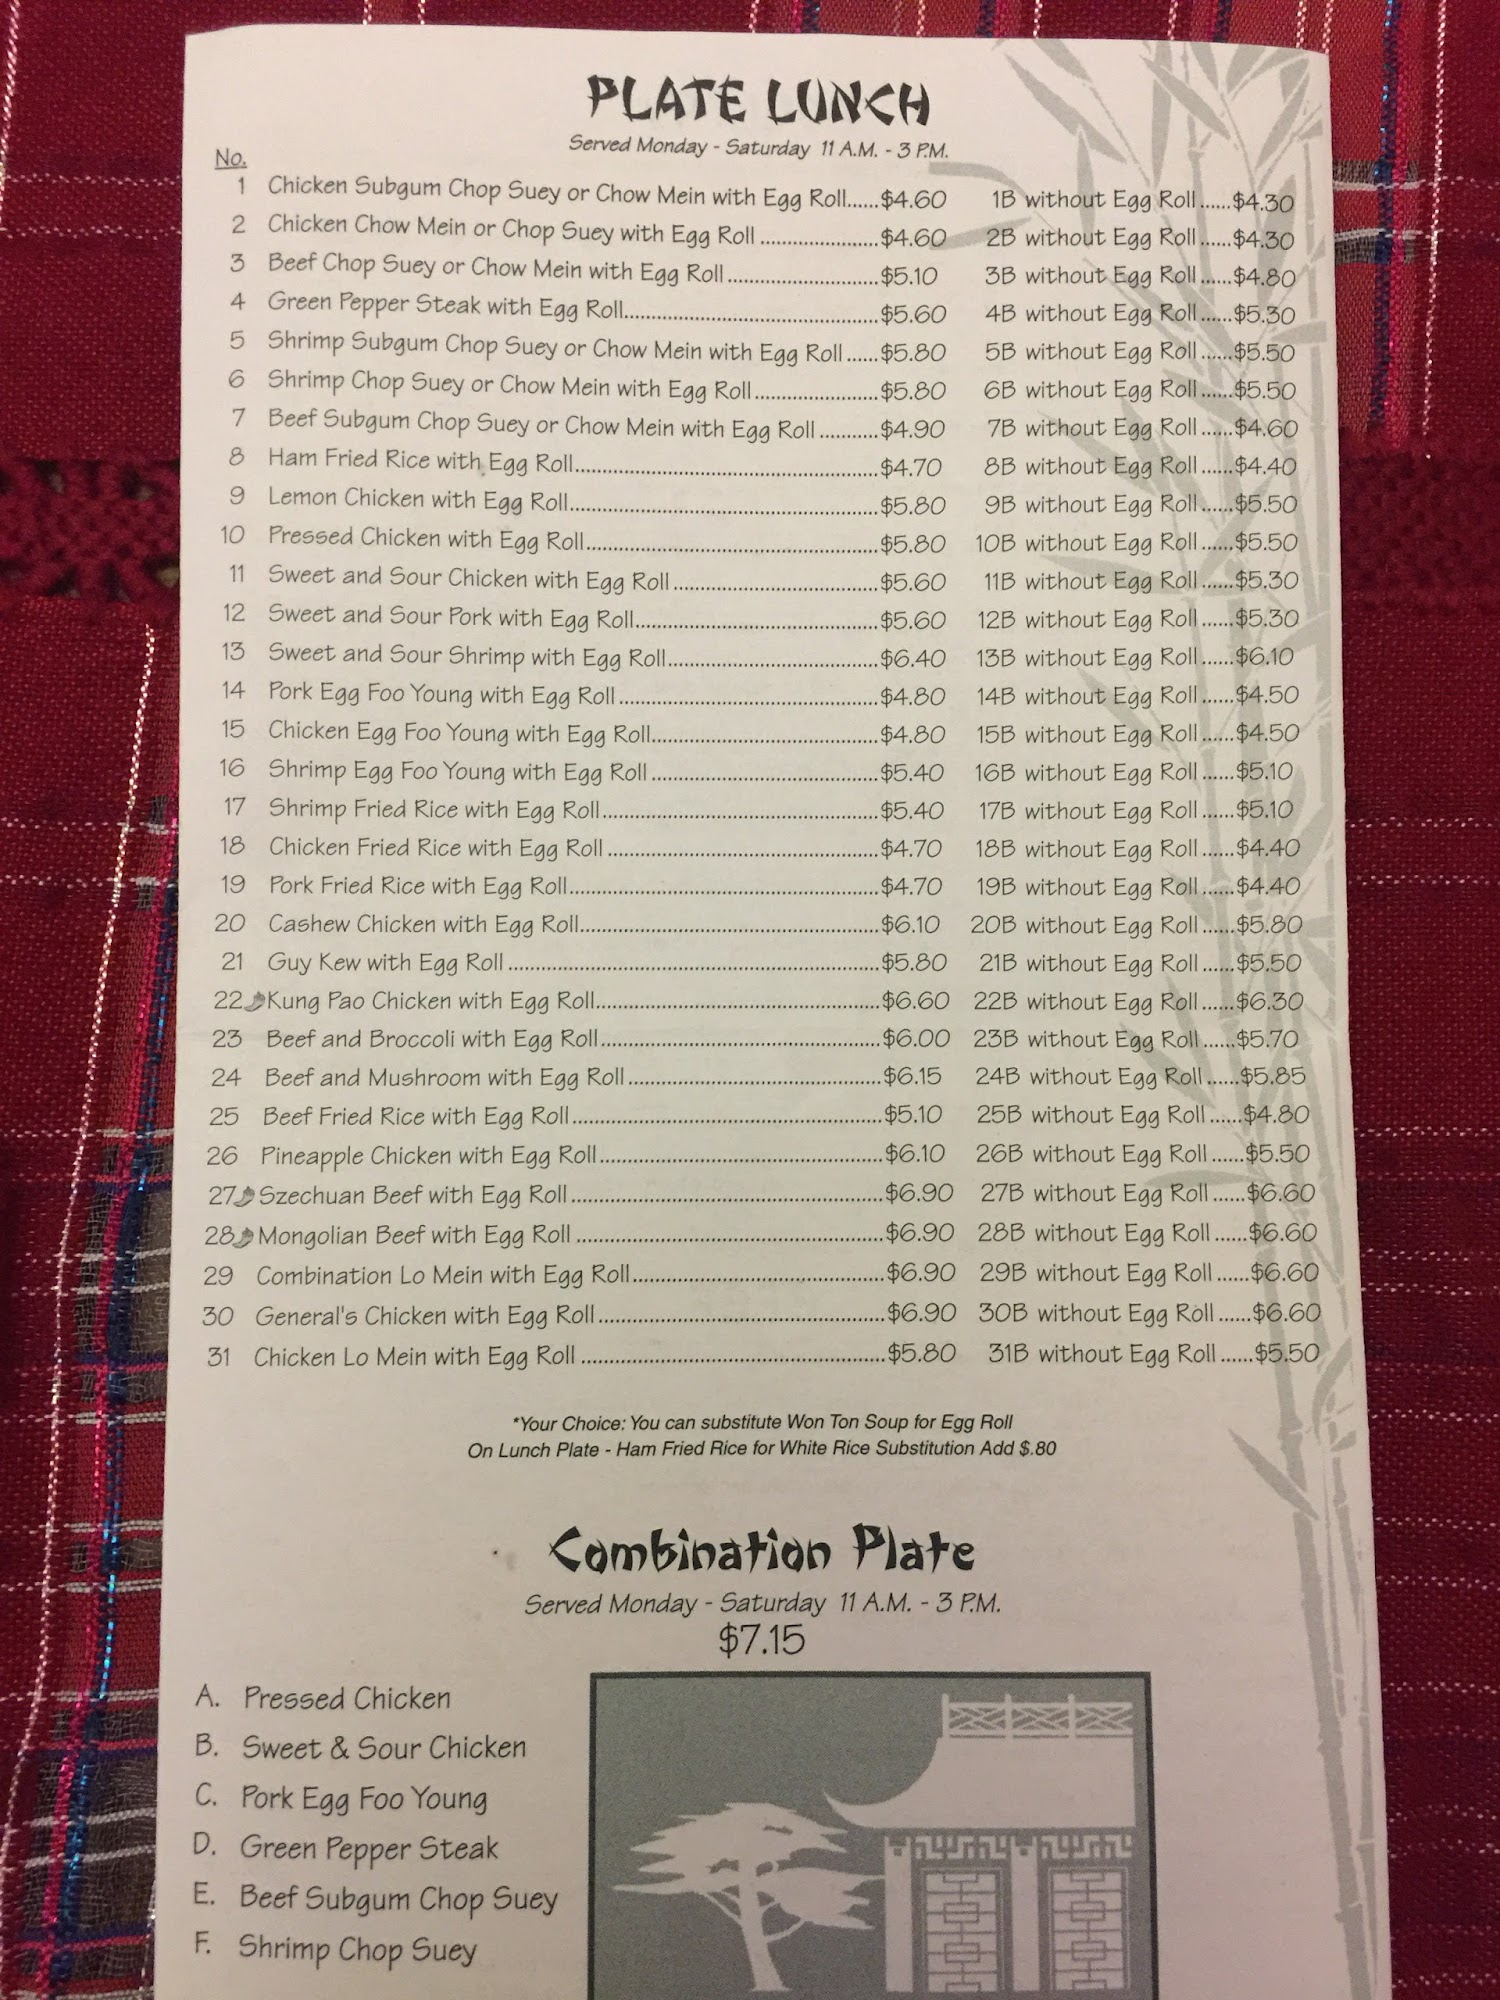 PLATE LUNCH
Served Monday - Saturday 11 A.M. - 3 P.M.
No.
1 Chicken Subgum Chop Suey or Chow Mein with Egg Roll......$4.60 1B without Egg Roll......$4.30
2 Chicken Chow Mein or Chop Suey with Egg Roll......................$4.60 2B without Egg Roll......$4.30
3 Beef Chop Suey or Chow Mein with Egg Roll............................$5.10 3B without Egg Roll......$4.80
4 Green Pepper Steak with Egg Roll................................................$5.60 4B without Egg Roll......$5.30
5 Shrimp Subgum Chop Suey or Chow Mein with Egg Roll......$5.80 5B without Egg Roll......$5.50
6 Shrimp Chop Suey or Chow Mein with Egg Roll.......................$5.80 6B without Egg Roll......$5.50
7 Beef Subgum Chop Suey or Chow Mein with Egg Roll...........$4.90 7B without Egg Roll......$4.60
8 Ham Fried Rice with Egg Roll.........................................................$4.70 8B without Egg Roll......$4.40
9 Lemon Chicken with Egg Roll..........................................................$5.80 9B without Egg Roll......$5.50
10 Pressed Chicken with Egg Roll.......................................................$5.80 10B without Egg Roll......$5.50
11 Sweet and Sour Chicken with Egg Roll.......................................$5.60 11B without Egg Roll......$5.30
12 Sweet and Sour Pork with Egg Roll..............................................$5.60 12B without Egg Roll......$5.30
13 Sweet and Sour Shrimp with Egg Roll........................................$6.40 13B without Egg Roll......$6.10
14 Pork Egg Foo Young with Egg Roll.................................................$4.80 14B without Egg Roll......$4.50
15 Chicken Egg Foo Young with Egg Roll...........................................$4.80 15B without Egg Roll......$4.50
16 Shrimp Egg Foo Young with Egg Roll...........................................$5.40 16B without Egg Roll......$5.10
17 Shrimp Fried Rice with Egg Roll....................................................$5.40 17B without Egg Roll......$5.10
18 Chicken Fried Rice with Egg Roll...................................................$4.70 18B without Egg Roll......$4.40
19 Pork Fried Rice with Egg Roll..........................................................$4.70 19B without Egg Roll......$4.40
20 Cashew Chicken with Egg Roll........................................................$6.10 20B without Egg Roll......$5.80
21 Guy Kew with Egg Roll......................................................................$5.80 21B without Egg Roll......$5.50
22 Kung Pao Chicken with Egg Roll.....................................................$6.60 22B without Egg Roll......$6.30
23 Beef and Broccoli with Egg Roll....................................................$6.00 23B without Egg Roll......$5.70
24 Beef and Mushroom with Egg Roll................................................$6.15 24B without Egg Roll......$5.85
25 Beef Fried Rice with Egg Roll..........................................................$5.10 25B without Egg Roll......$4.80
26 Pineapple Chicken with Egg Roll.....................................................$6.10 26B without Egg Roll......$5.50
27 Szechuan Beef with Egg Roll...........................................................$6.90 27B without Egg Roll......$6.60
28 Mongolian Beef with Egg Roll..........................................................$6.90 28B without Egg Roll......$6.60
29 Combination Lo Mein with Egg Roll...............................................$6.90 29B without Egg Roll......$6.60
30 General's Chicken with Egg Roll......................................................$6.90 30B without Egg Roll......$6.60
31 Chicken Lo Mein with Egg Roll.........................................................$5.80 31B without Egg Roll......$5.50
*Your Choice: You can substitute Won Ton Soup for Egg Roll
On Lunch Plate - Ham Fried Rice for White Rice Substitution Add $.80
Combination Plate
Served Monday - Saturday 11 A.M. - 3 P.M.
$7.15
A. Pressed Chicken
B. Sweet & Sour Chicken
C. Pork Egg Foo Young
D. Green Pepper Steak
E. Beef Subgum Chop Suey
F. Shrimp Chop Suey